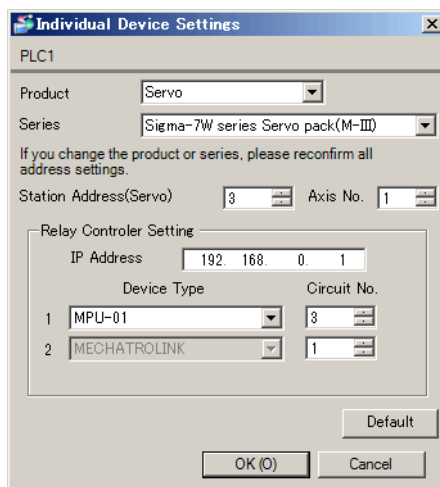 Individual Device Settings
PLC1
Product Servo
Series Sigma-7W series Servo pack(M-III)
If you change the product or series, please reconfirm all
address settings.
Station Address(Servo) 3 Axis No. 1
Relay Controler Setting
IP Address 192. 168. 0. 1
Device Type Circuit No.
1 MPU-01 3
2 MECHATROLINK 1
Default
OK (O) Cancel